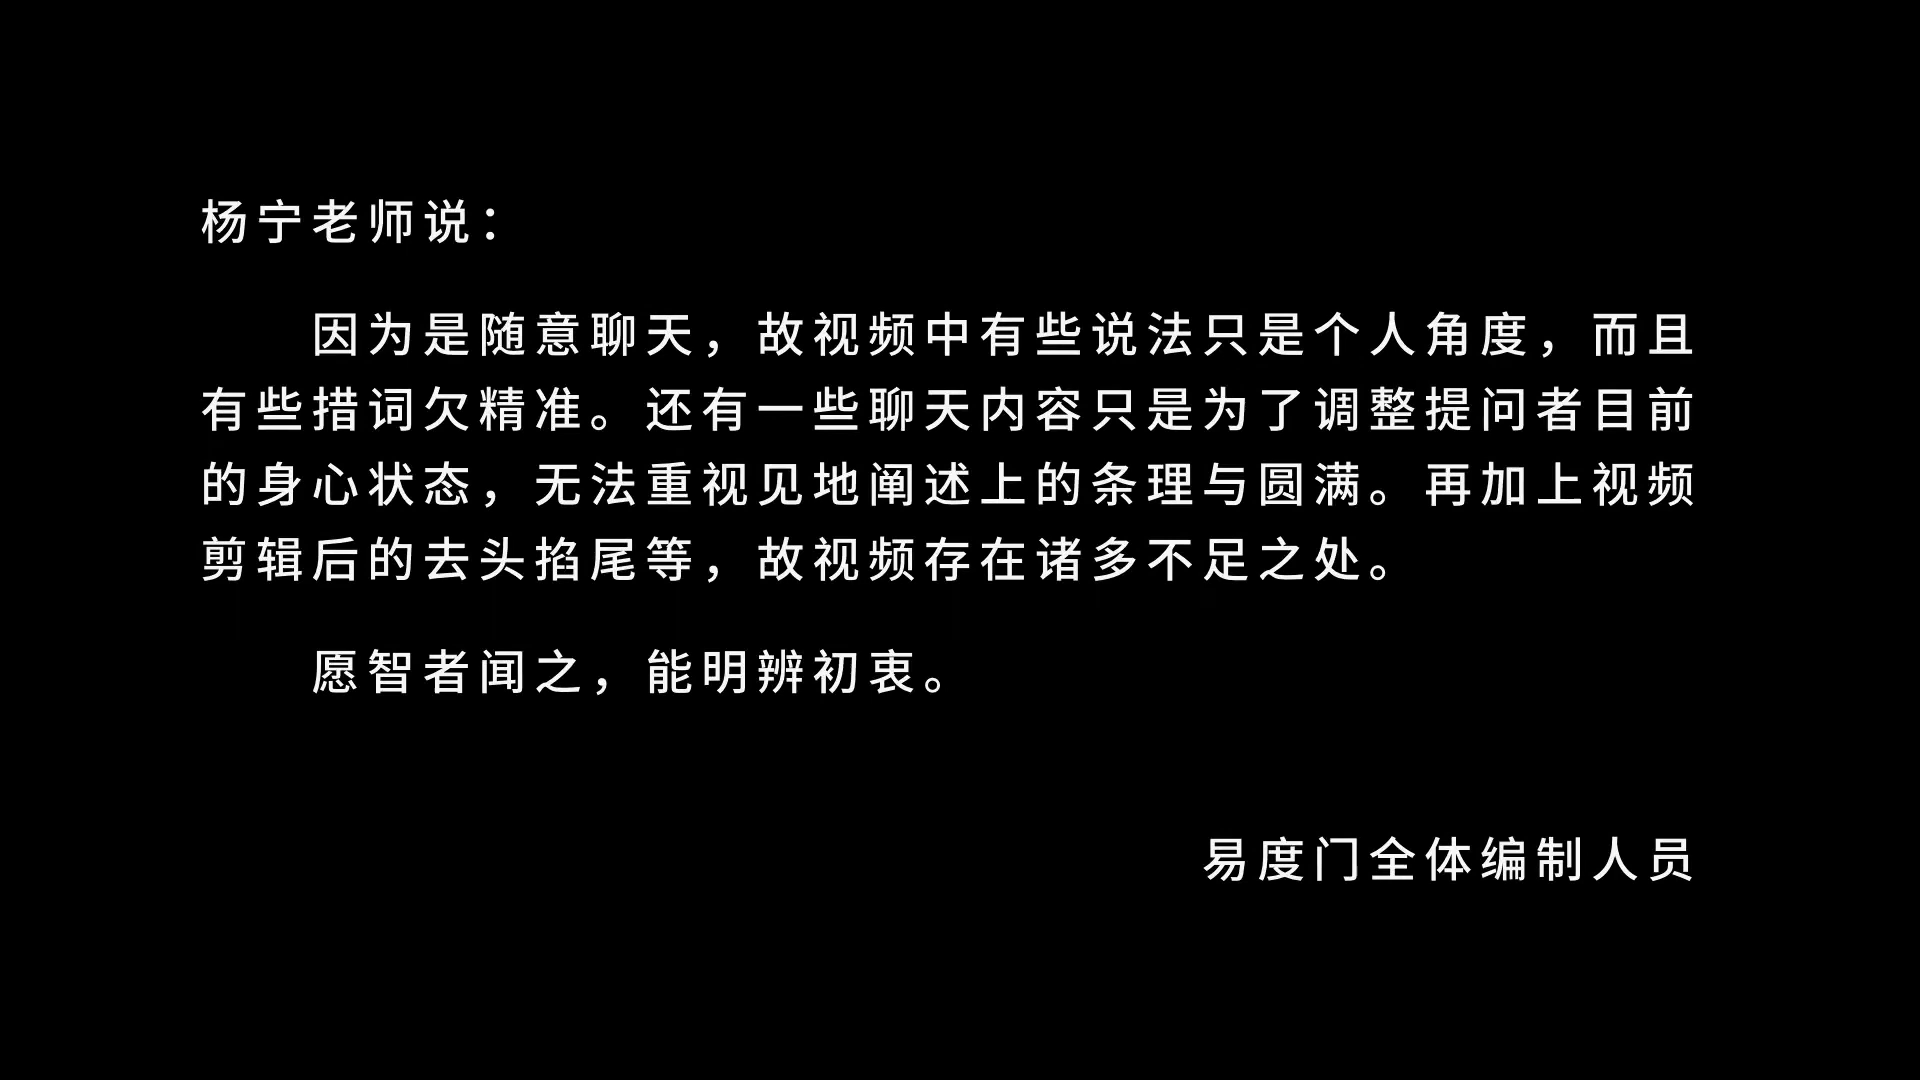 杨宁老师说：
因为是随意聊天，故视频中有些说法只是个人角度，而且
有些措词欠精准。还有一些聊天内容只是为了调整提问者目前
的身心状态，无法重视见地阐述上的条理与圆满。再加上视频
剪辑后的去头掐尾等，故视频存在诸多不足之处。
愿智者闻之，能明辨初衷。
易度门全体编制人员